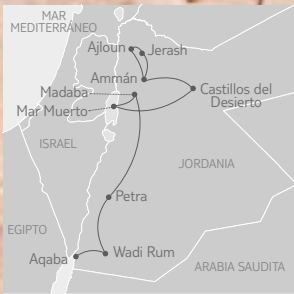 MAR
MEDITERRÁNEO
Ajloun
Jerash
Ammán
Madaba
Castillos del
Desierto
Mar Muerto
ISRAEL
JORDANIA
Petra
EGIPTO
Wadi Rum
Aqaba
ARABIA SAUDITA